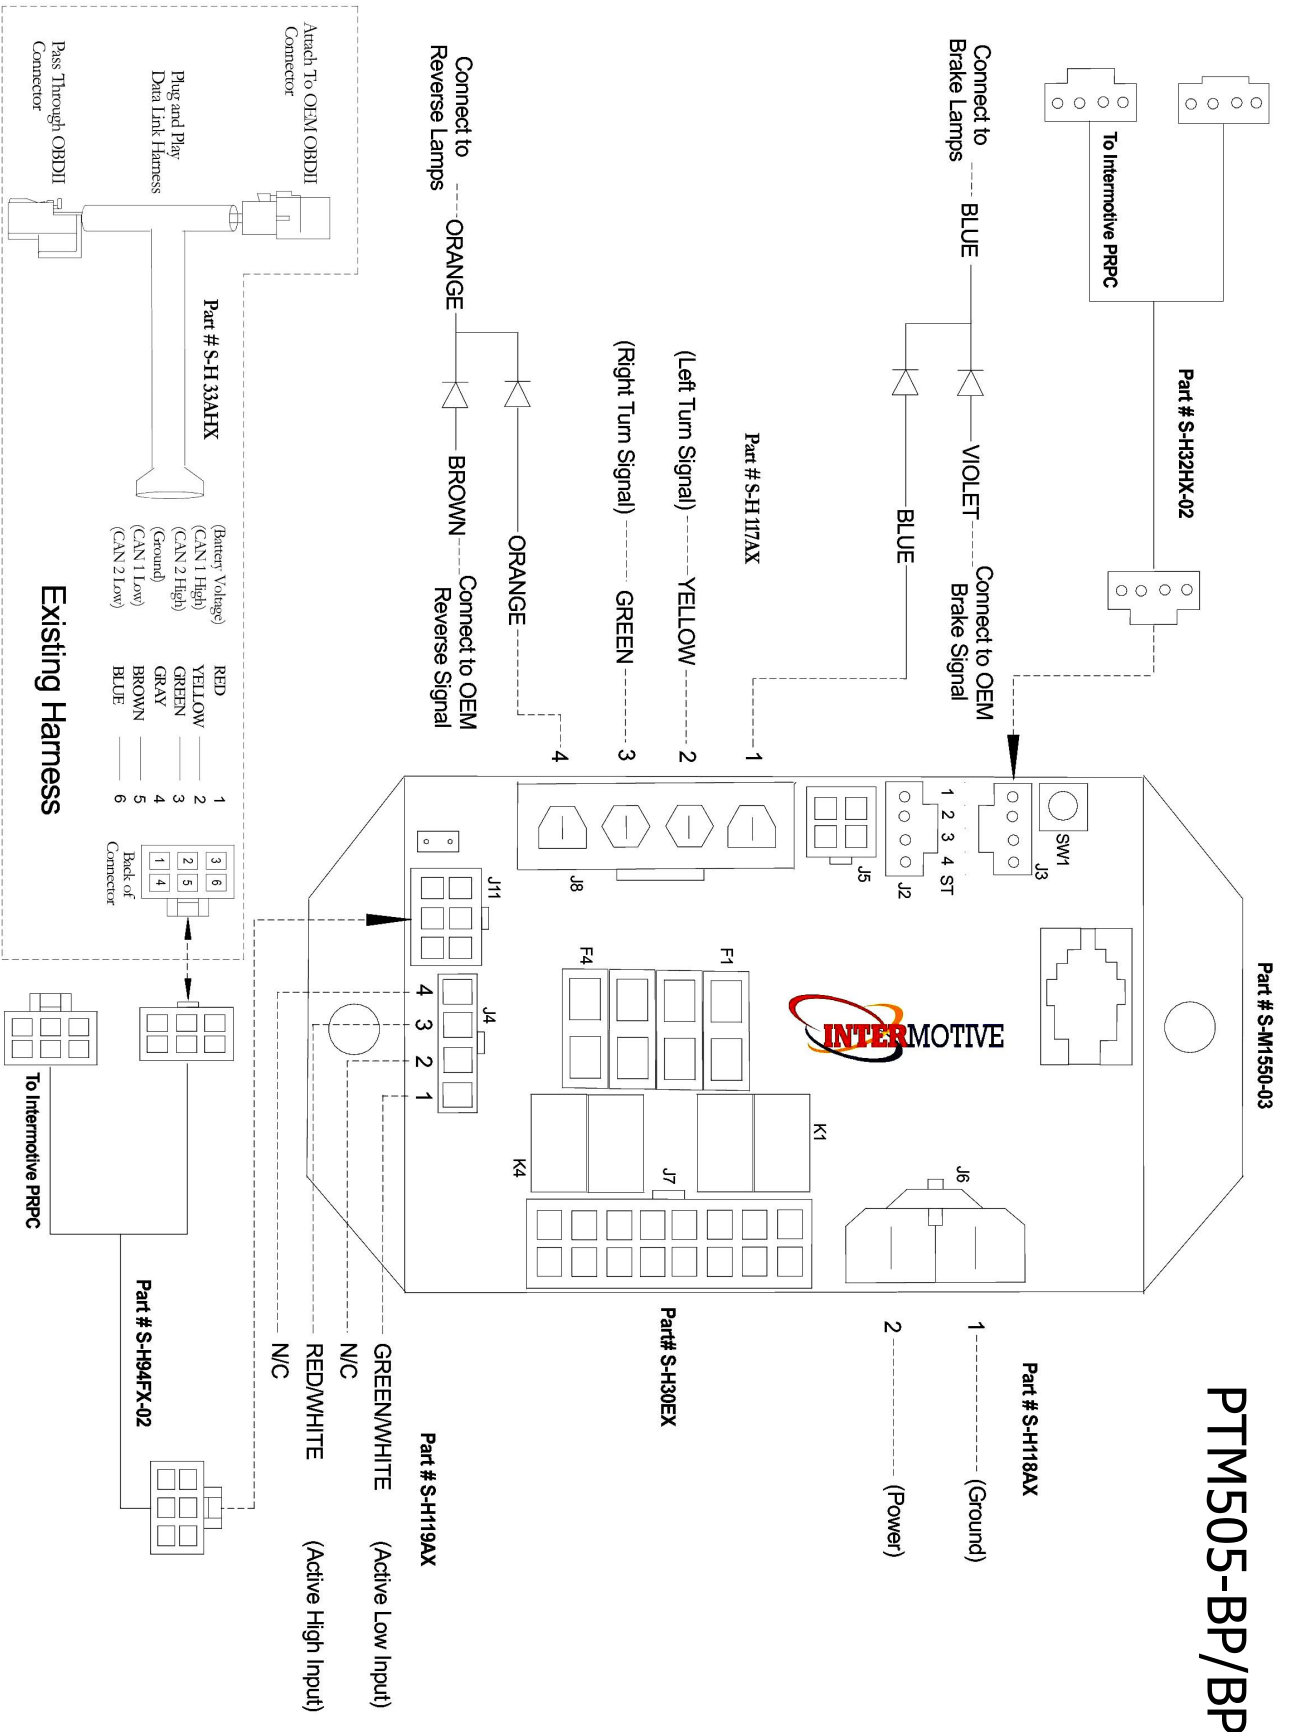 PTM505-BP/BP
Part # S-H32HX-02
To Intermotive PRPC
Connect to
Brake Lamps
BLUE
VIOLET
Connect to OEM
Brake Signal
BLUE
Part # S-H117AX
(Left Turn Signal)
YELLOW
(Right Turn Signal)
GREEN
Connect to
Reverse Lamps
ORANGE
ORANGE
BROWN
Connect to OEM
Reverse Signal
1
2
3
4
Part # S-M1550-03
SW1
J3
1 2 3 4 ST
J2
J5
J8
J11
J4
4 3 2 1
F1
F4
INTERMOTIVE
K1
K4
J6
J7
Part # S-H118AX
1
(Ground)
2
(Power)
Part# S-H30EX
Part # S-H119AX
GREEN/WHITE
(Active Low Input)
N/C
RED/WHITE
(Active High Input)
N/C
Attach To OEM OBDII
Connector
Plug and Play
Data Link Harness
Pass Through OBDII
Connector
Part # S-H 33AHX
(Battery Voltage) RED 1
(CAN 1 High) YELLOW 2
(CAN 2 High) GREEN 3
(Ground) GRAY 4
(CAN 1 Low) BROWN 5
(CAN 2 Low) BLUE 6
Existing Harness
3 6
2 5
1 4
Back of
Connector
To Intermotive PRPC
Part # S-H94FX-02